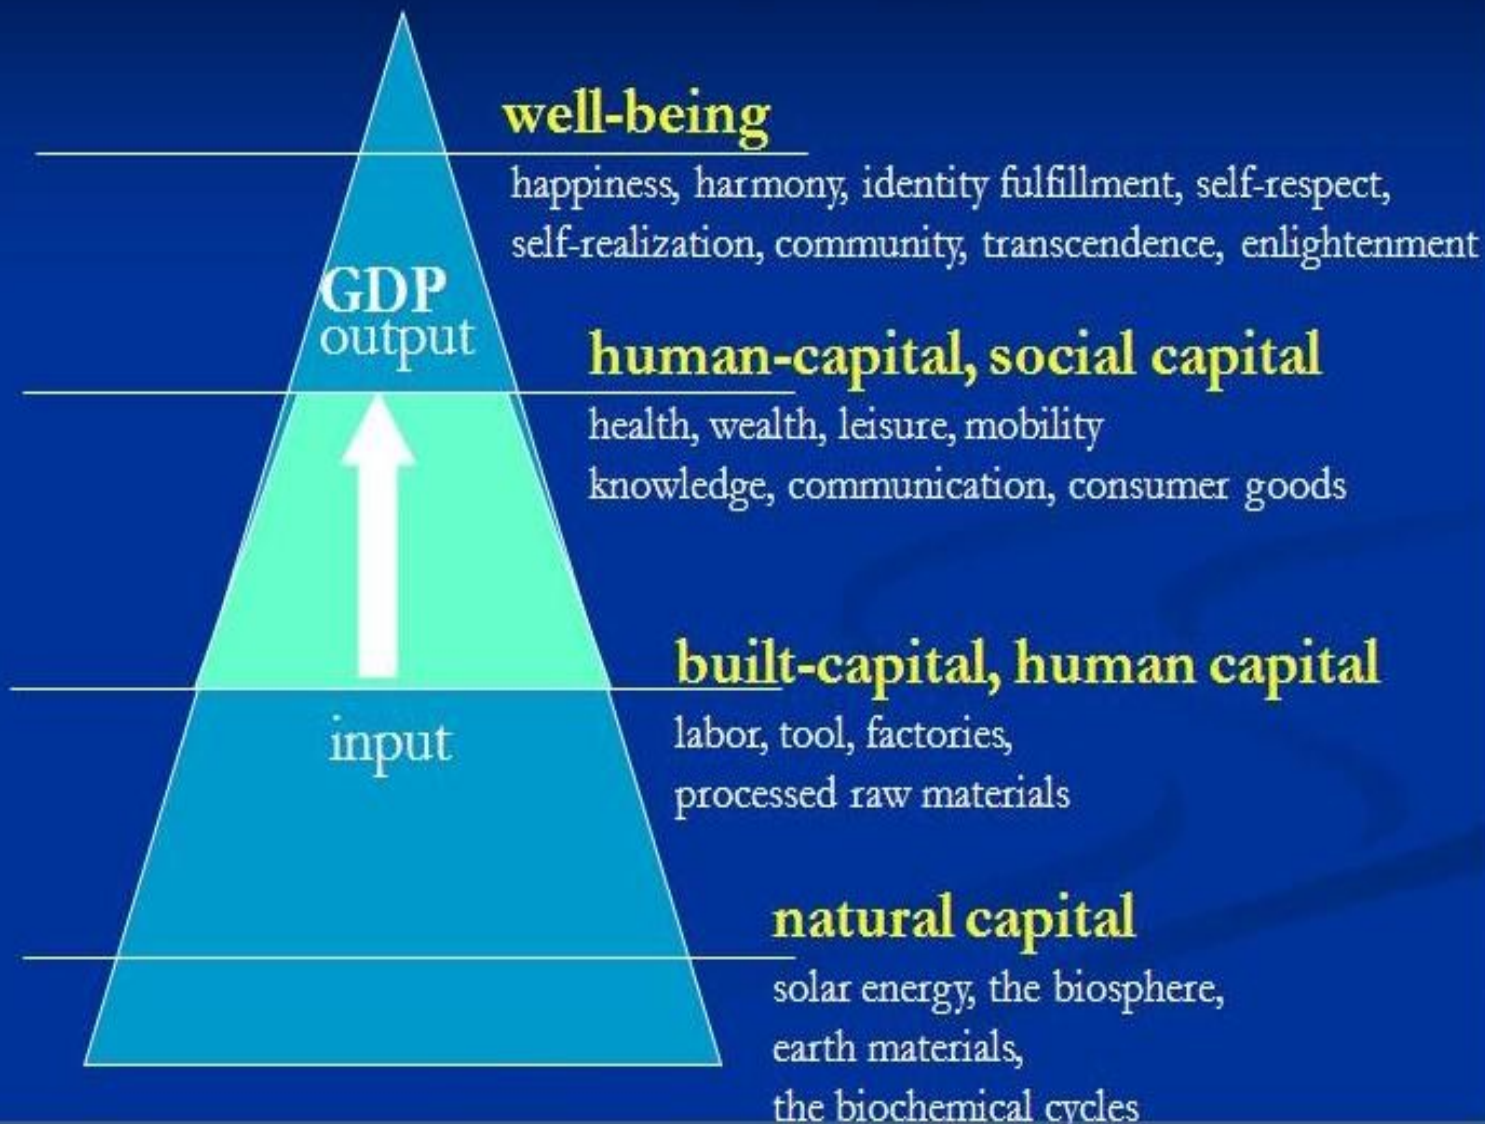 well-being
happiness, harmony, identity fulfillment, self-respect,
self-realization, community, transcendence, enlightenment
GDP
output
human-capital, social capital
health, wealth, leisure, mobility
knowledge, communication, consumer goods
built-capital, human capital
input
labor, tool, factories,
processed raw materials
natural capital
solar energy, the biosphere,
earth materials,
the biochemical cycles